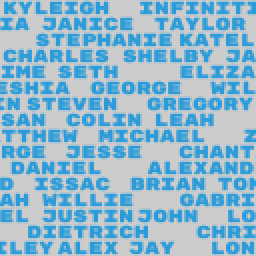 KYLEIGH INFINITI
IA JANICE TAYLOR
STEPHANIE KATEL
CHARLES SHELBY JA
IME SETH ELIZA
ESHIA GEORGE WIL
IN STEVEN GREGORY
SAN COLIN LEAH
TTHEW MICHAEL Z
RGE JESSE CHANT
DANIEL ALEXAND
D ISSAC BRIAN TON
AH WILLIE GABRI
EL JUSTIN JOHN LO
DIETRICH CHRI
ILEY ALEX JAY LON